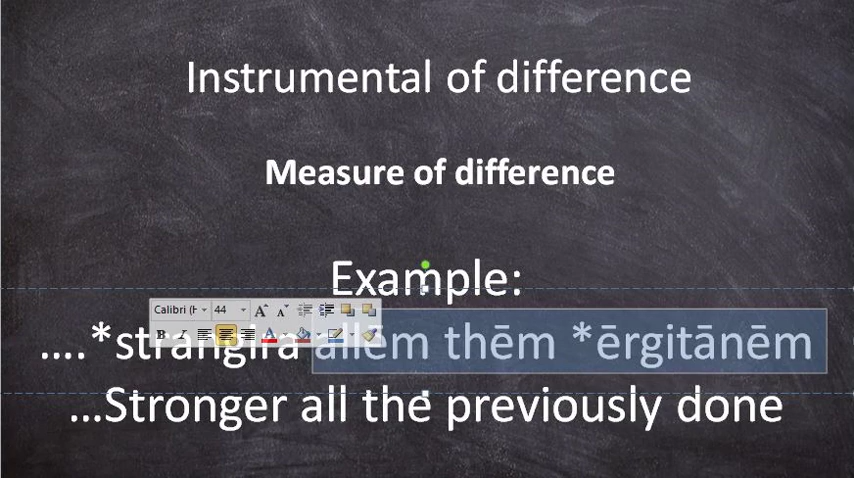 Instrumental of difference
Measure of difference
Example:
Calibri (H 44
….*strangira allēm thēm *ērgitānēm
…Stronger all the previously done